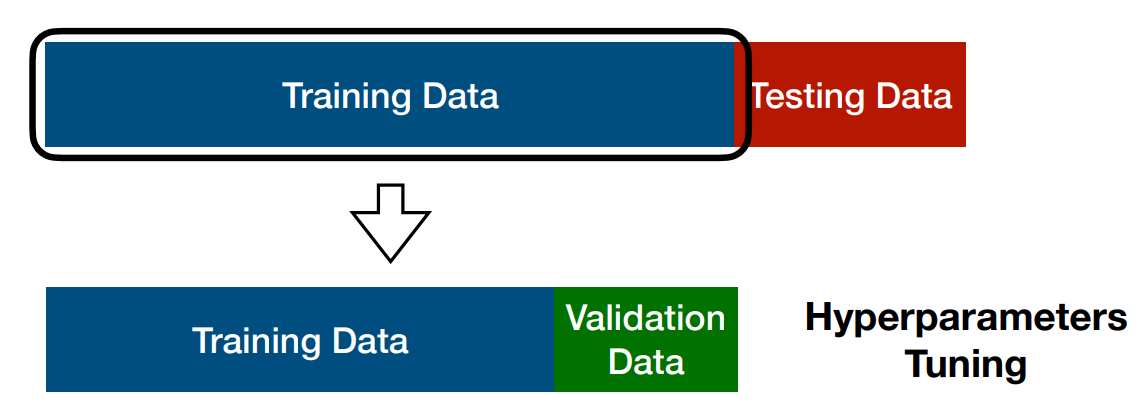 Training Data
Testing Data
Training Data
Validation
Data
Hyperparameters
Tuning